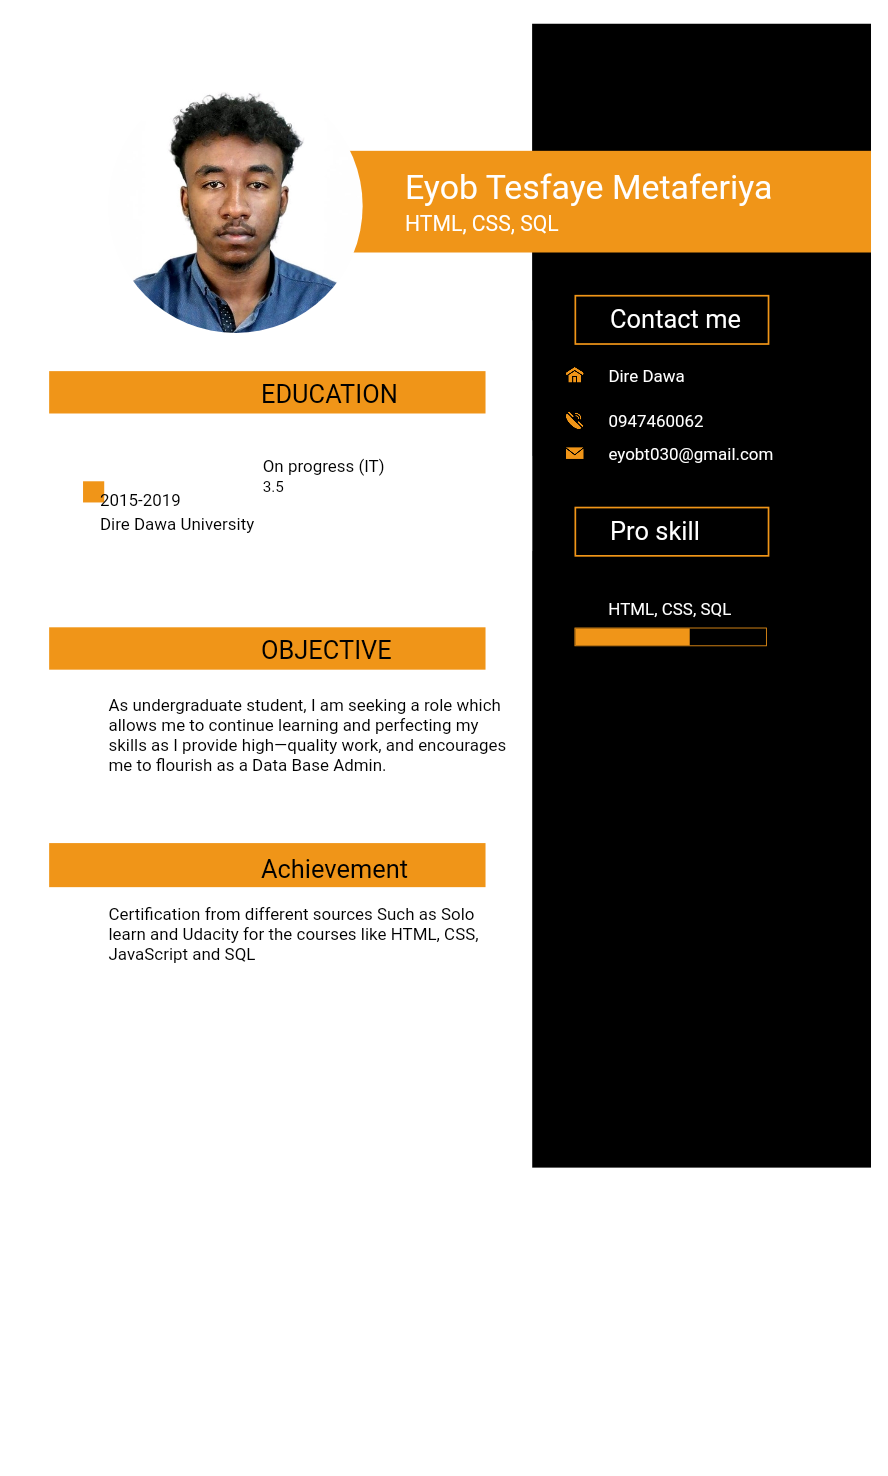 Eyob Tesfaye Metaferiya
HTML, CSS, SQL
EDUCATION
On progress (IT)
3.5
2015-2019
Dire Dawa University
OBJECTIVE
As undergraduate student, I am seeking a role which
allows me to continue learning and perfecting my
skills as I provide high—quality work, and encourages
me to flourish as a Data Base Admin.
Achievement
Certification from different sources Such as Solo
learn and Udacity for the courses like HTML, CSS,
JavaScript and SQL
Contact me
Dire Dawa
0947460062
eyobt030@gmail.com
Pro skill
HTML, CSS, SQL